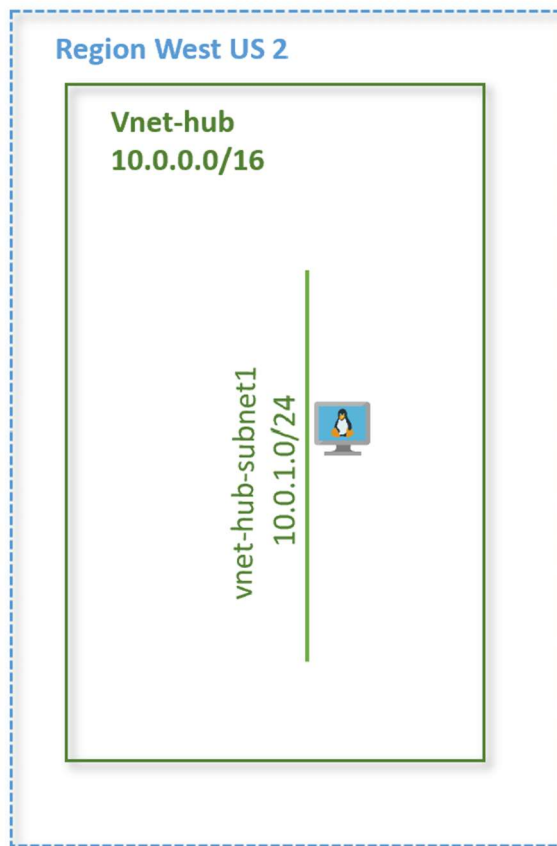 Region West US 2
Vnet-hub
10.0.0.0/16
vnet-hub-subnet1
10.0.1.0/24